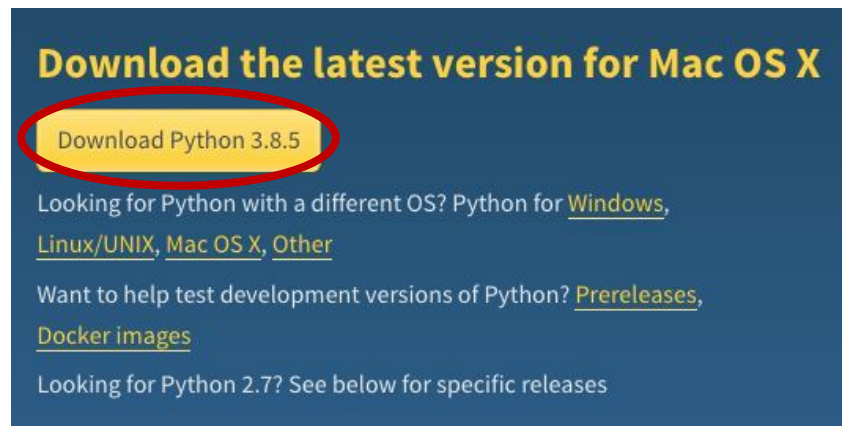 Download the latest version for Mac OS X
Download Python 3.8.5
Looking for Python with a different OS? Python for Windows,
Linux/UNIX, Mac OS X, Other
Want to help test development versions of Python? Prereleases,
Docker images
Looking for Python 2.7? See below for specific releases